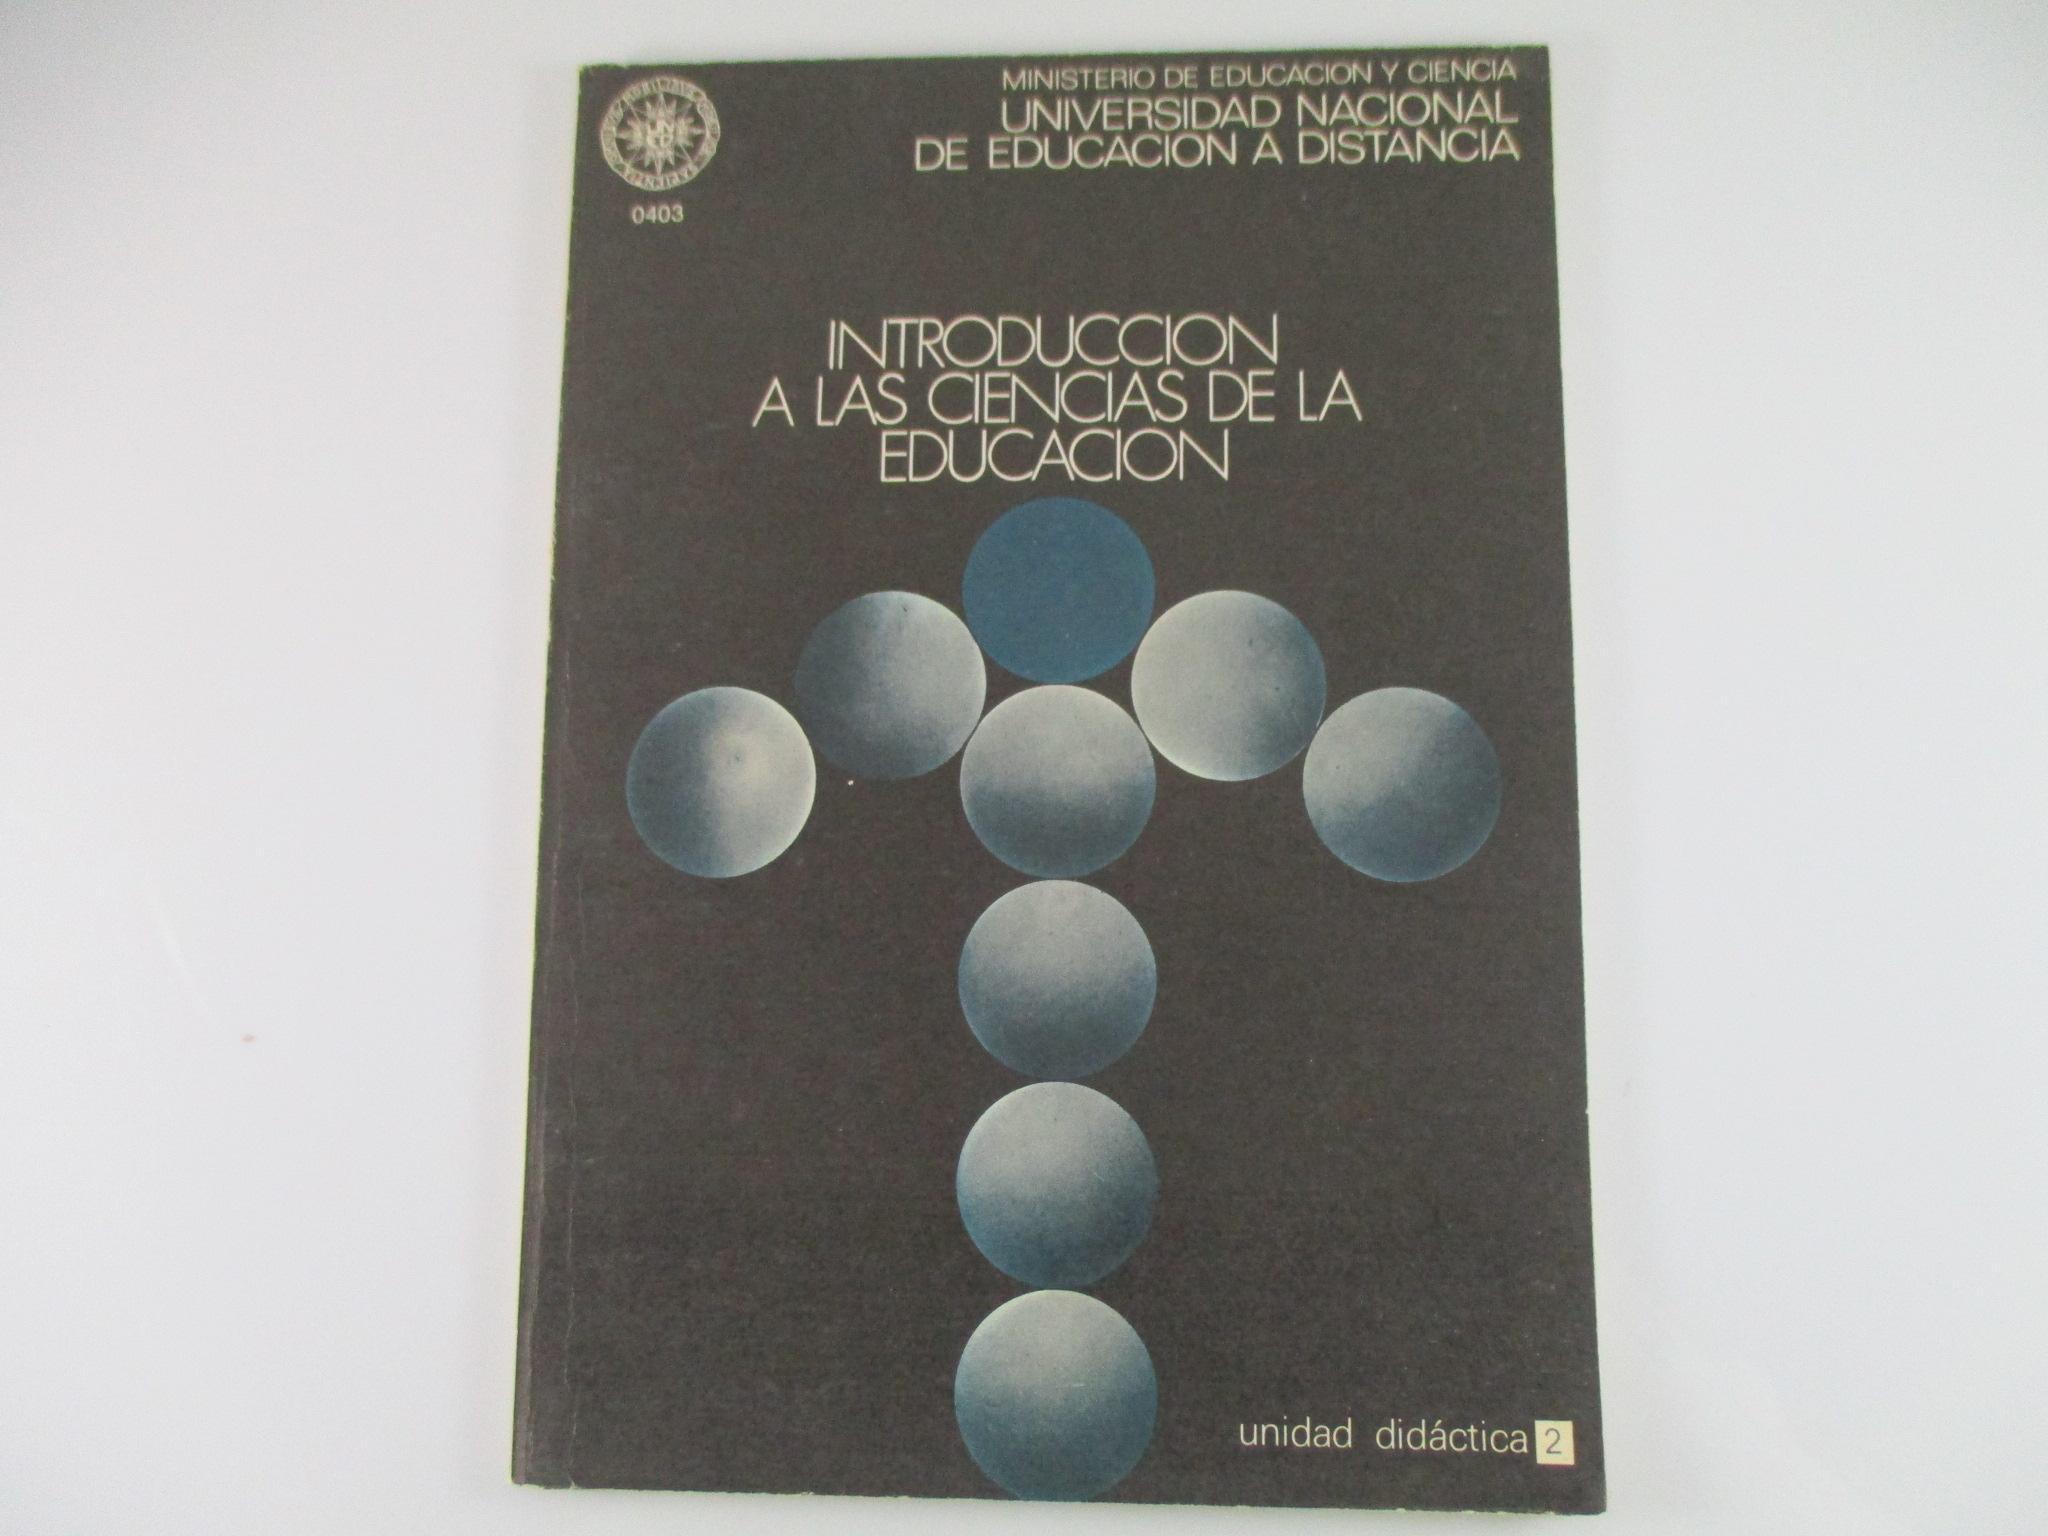 MINISTERIO DE EDUCACION Y CIENCIA
UNIVERSIDAD NACIONAL
DE EDUCACION A DISTANCIA
0403
INTRODUCCION
A LAS CIENCIAS DE LA
EDUCACION
unidad didáctica 2